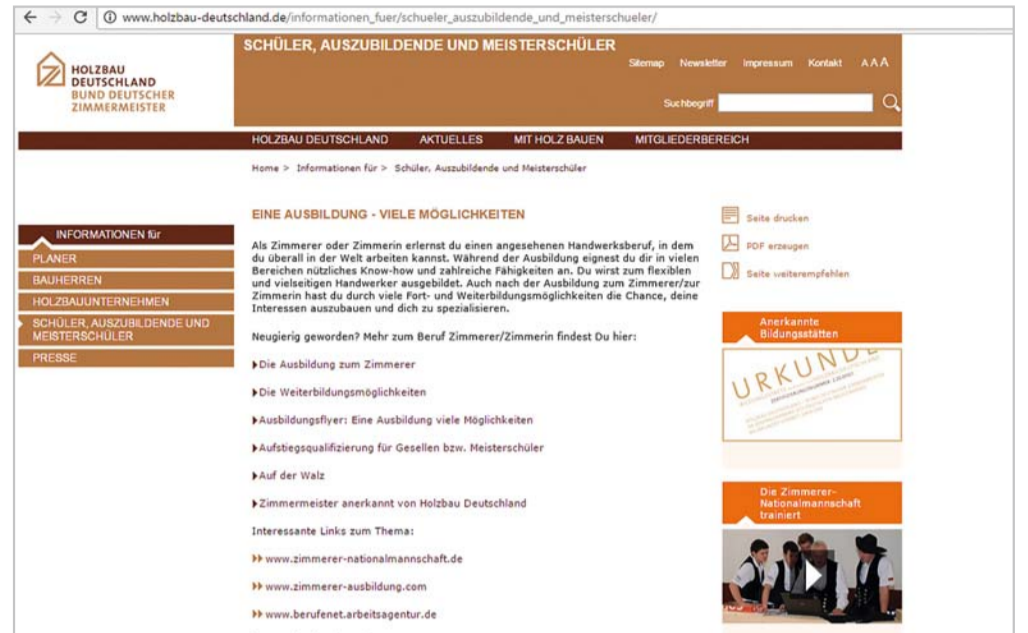 www.holzbau-deutschland.de/informationen_fuer/schueler_auszubildende_und_meisterschueler/
HOLZBAU
DEUTSCHLAND
BUND DEUTSCHER
ZIMMERMEISTER
SCHÜLER, AUSZUBILDENDE UND MEISTERSCHÜLER
Sitemap Newsletter Impressum Kontakt A A A
Suchbegriff
HOLZBAU DEUTSCHLAND AKTUELLES MIT HOLZ BAUEN MITGLIEDERBEREICH
Home > Informationen für > Schüler, Auszubildende und Meisterschüler
INFORMATIONEN für
PLANER
BAUHERREN
HOLZBAUUNTERNEHMEN
SCHÜLER, AUSZUBILDENDE UND
MEISTERSCHÜLER
PRESSE
EINE AUSBILDUNG - VIELE MÖGLICHKEITEN
Als Zimmerer oder Zimmerin erlernst du einen angesehenen Handwerksberuf, in dem
du überall in der Welt arbeiten kannst. Während der Ausbildung eignest du dir in vielen
Bereichen nützliches Know-how und zahlreiche Fähigkeiten an. Du wirst zum flexiblen
und vielseitigen Handwerker ausgebildet. Auch nach der Ausbildung zum Zimmerer/zur
Zimmerin hast du durch viele Fort- und Weiterbildungsmöglichkeiten die Chance, deine
Interessen auszubauen und dich zu spezialisieren.
Neugierig geworden? Mehr zum Beruf Zimmerer/Zimmerin findest Du hier:
Die Ausbildung zum Zimmerer
Die Weiterbildungsmöglichkeiten
Ausbildungsflyer: Eine Ausbildung viele Möglichkeiten
Aufstiegsqualifizierung für Gesellen bzw. Meisterschüler
Auf der Walz
Zimmermeister anerkannt von Holzbau Deutschland
Interessante Links zum Thema:
www.zimmerer-nationalmannschaft.de
www.zimmerer-ausbildung.com
www.berufenet.arbeitsagentur.de
Seite drucken
PDF erzeugen
Seite weiterempfehlen
Anerkannte
Bildungsstätten
URKUNDE
Die Zimmerer-
Nationalmannschaft
trainiert